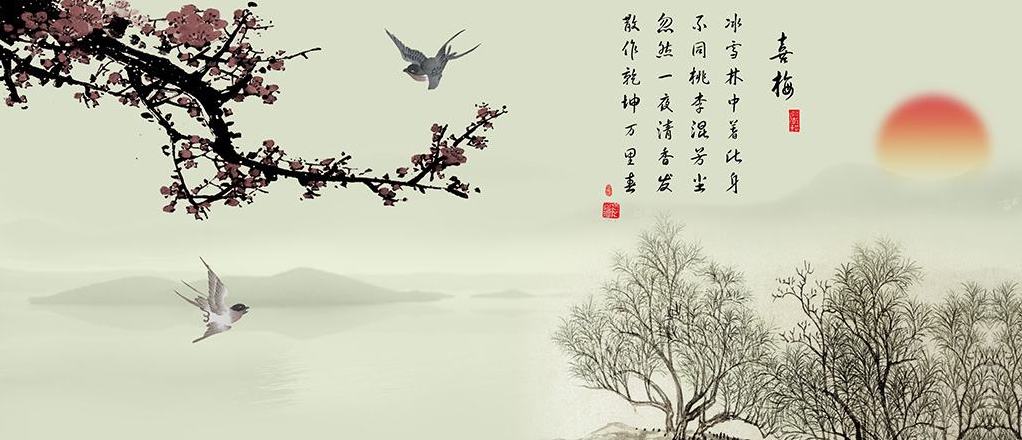 喜梅
冰雪林中著此身
不同桃李混芳尘
忽然一夜清香发
散作乾坤万里春